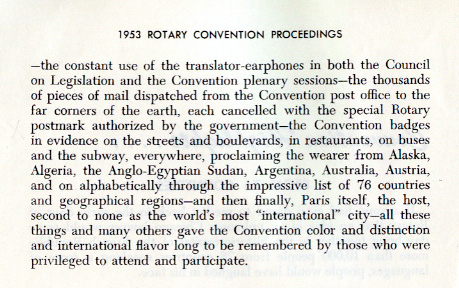 1953 ROTARY CONVENTION PROCEEDINGS
—the constant use of the translator-earphones in both the Council
on Legislation and the Convention plenary sessions—the thousands
of pieces of mail dispatched from the Convention post office to the
far corners of the earth, each cancelled with the special Rotary
postmark authorized by the government—the Convention badges
in evidence on the streets and boulevards, in restaurants, on buses
and the subway, everywhere, proclaiming the wearer from Alaska,
Algeria, the Anglo-Egyptian Sudan, Argentina, Australia, Austria,
and on alphabetically through the impressive list of 76 countries
and geographical regions—and then finally, Paris itself, the host,
second to none as the world's most "international" city—all these
things and many others gave the Convention color and distinction
and international flavor long to be remembered by those who were
privileged to attend and participate.